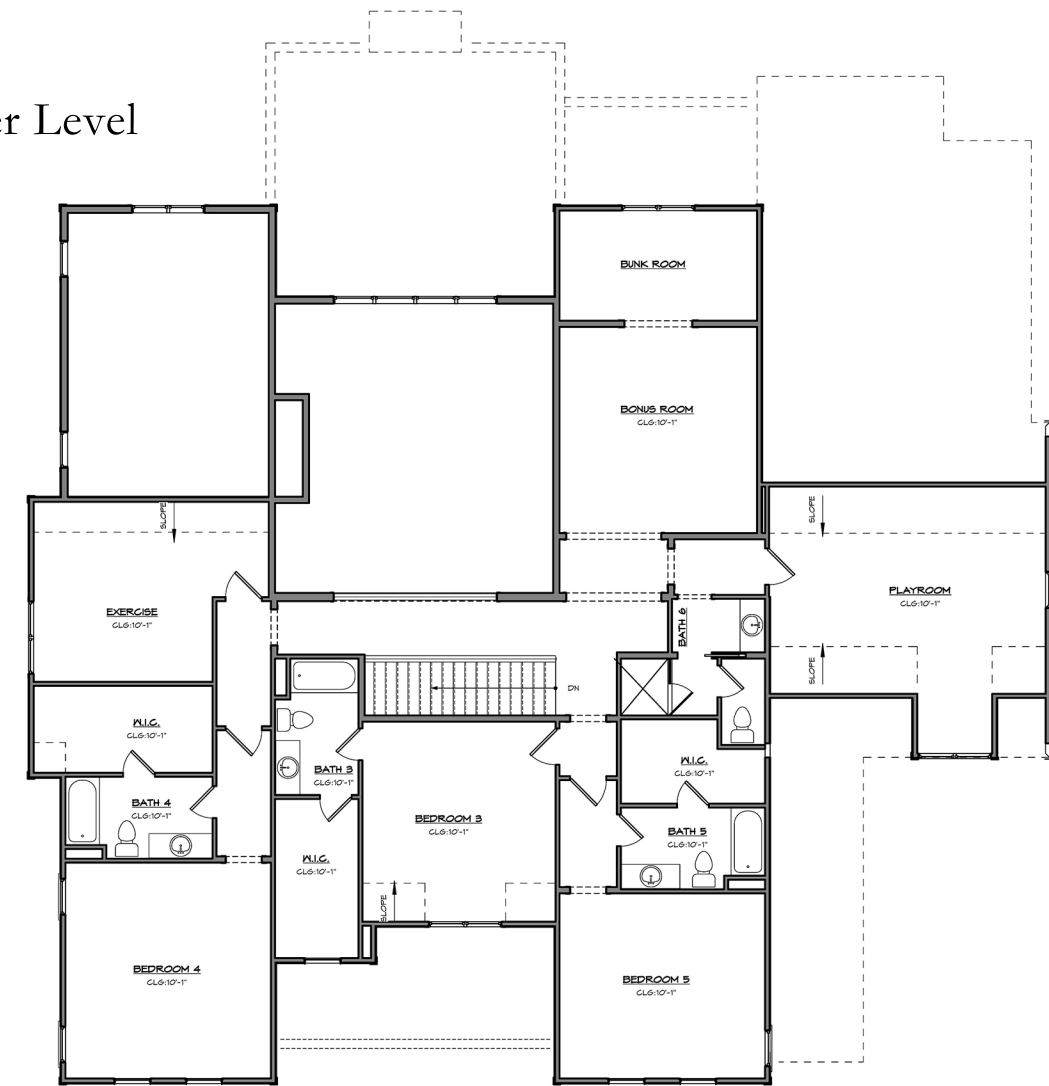 er Level
BUNK ROOM
BONUS ROOM
CLG:10'-1"
SLOPE
SLOPE
EXERCISE
CLG:10'-1"
PLAYROOM
CLG:10'-1"
BATH 6
SLOPE
DN
W.I.C.
CLG:10'-1"
BATH 3
CLG:10'-1"
W.I.C.
CLG:10'-1"
BATH 4
CLG:10'-1"
BEDROOM 3
CLG:10'-1"
BATH 5
CLG:10'-1"
W.I.C.
CLG:10'-1"
SLOPE
BEDROOM 4
CLG:10'-1"
BEDROOM 5
CLG:10'-1"